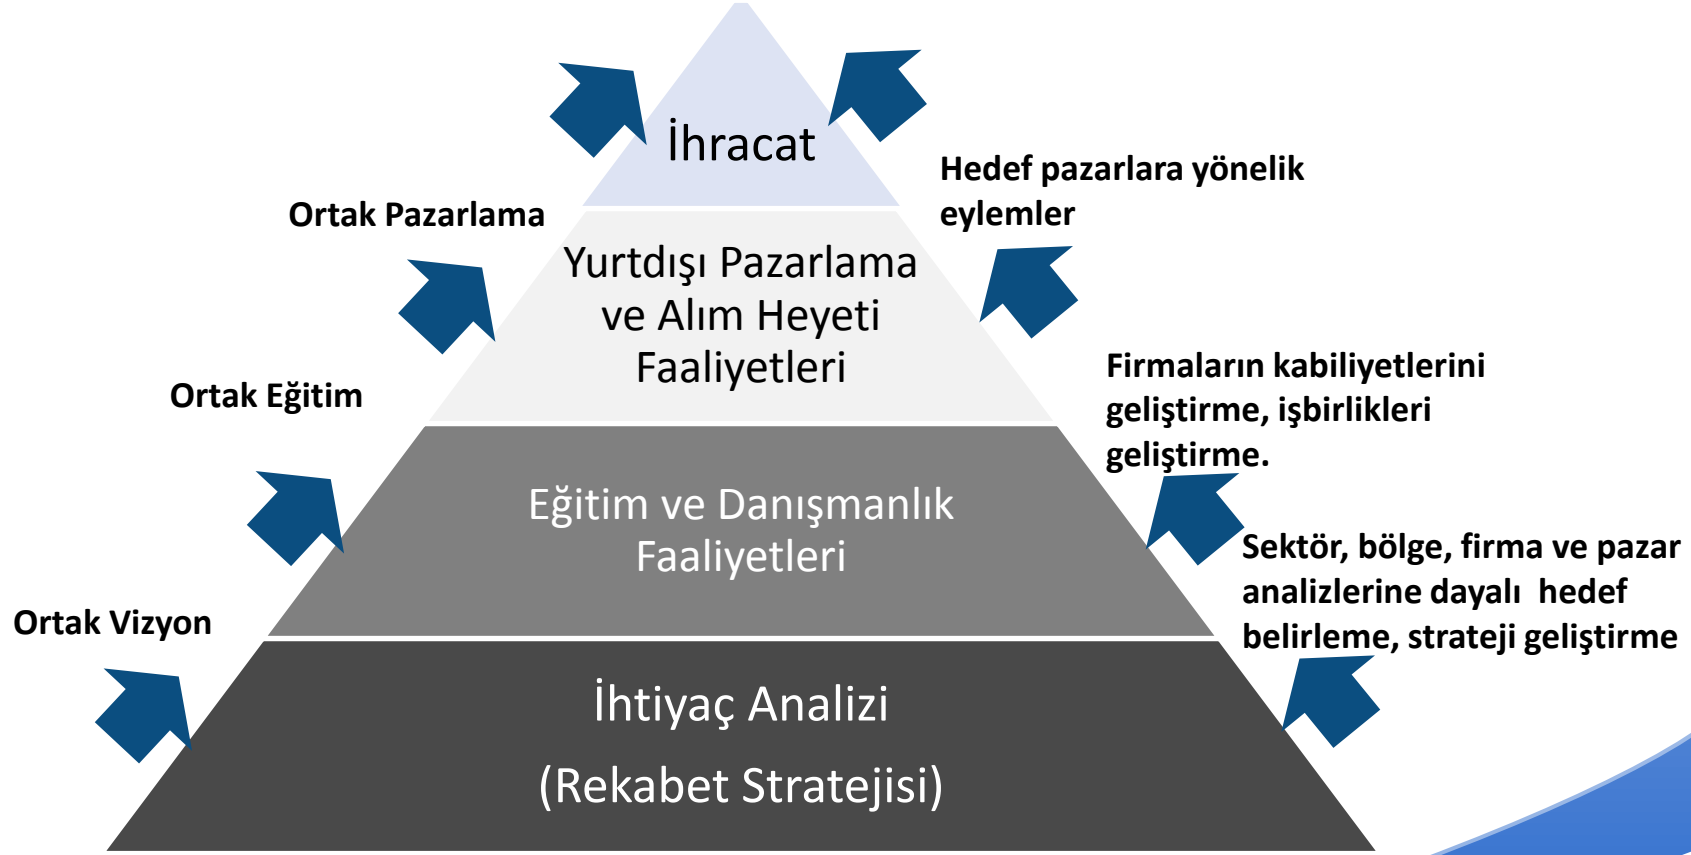 İhracat
Hedef pazarlara yönelik
eylemler
Ortak Pazarlama
Yurtdışı Pazarlama
ve Alım Heyeti
Faaliyetleri
Firmaların kabiliyetlerini
geliştirme, işbirlikleri
geliştirme.
Ortak Eğitim
Eğitim ve Danışmanlık
Faaliyetleri
Sektör, bölge, firma ve pazar
analizlerine dayalı  hedef
belirleme, strateji geliştirme
Ortak Vizyon
İhtiyaç Analizi
(Rekabet Stratejisi)